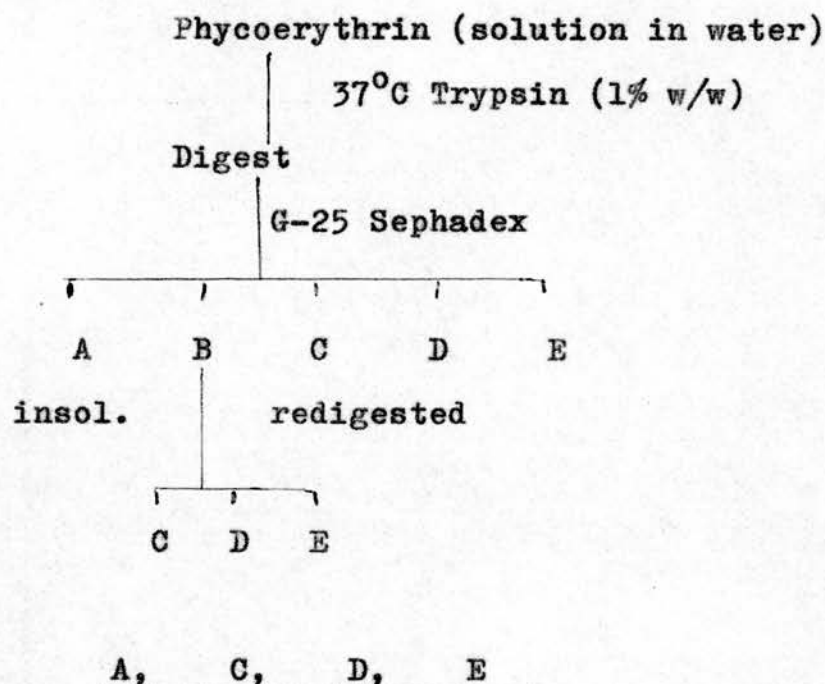 Phycoerythrin (solution in water)
37°C Trypsin (1% w/w)
Digest
G-25 Sephadex
A B C D E
insol. redigested
C D E
A, C, D, E